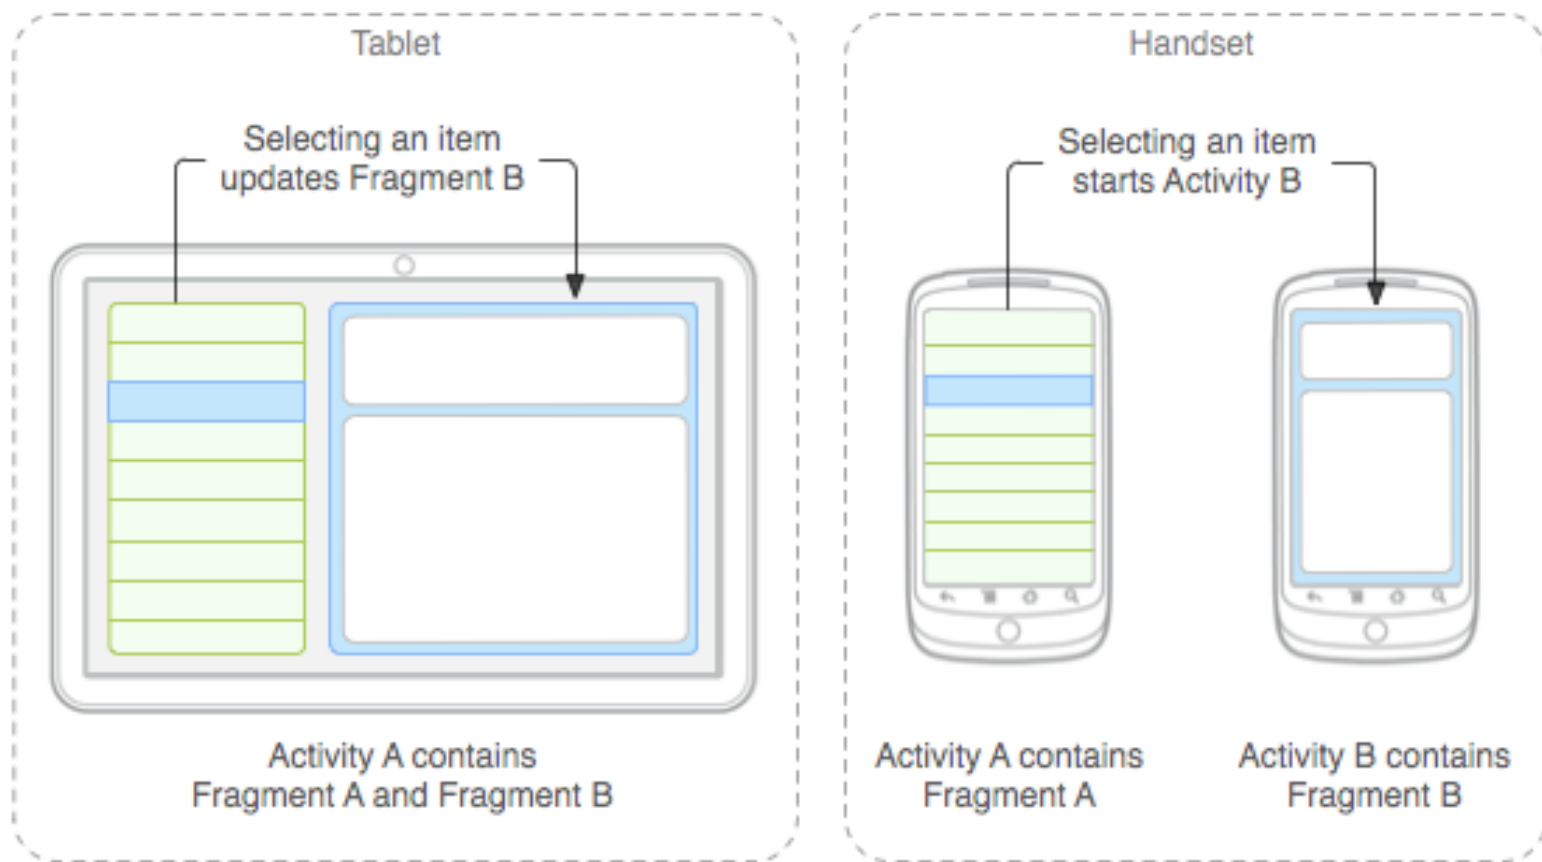 Tablet
Selecting an item
updates Fragment B
Activity A contains
Fragment A and Fragment B
Handset
Selecting an item
starts Activity B
Activity A contains
Fragment A
Activity B contains
Fragment B